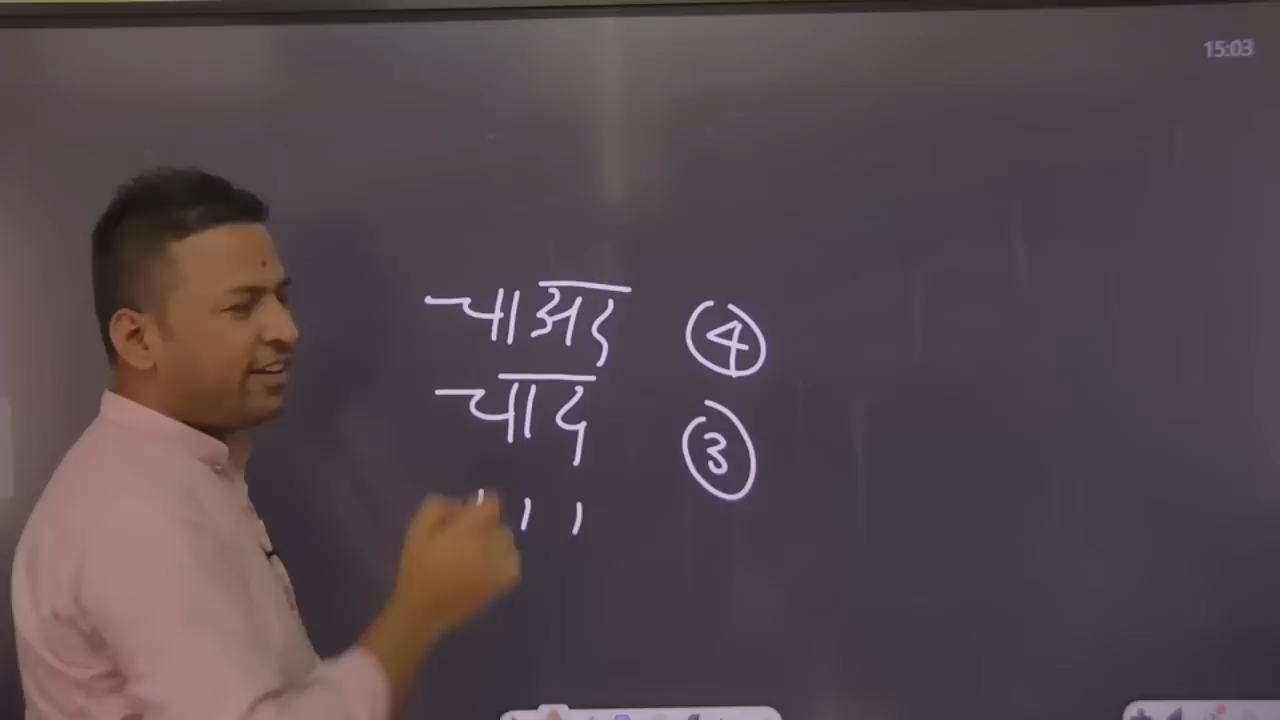 15:03
चाअद ④
चाद ③
। । ।